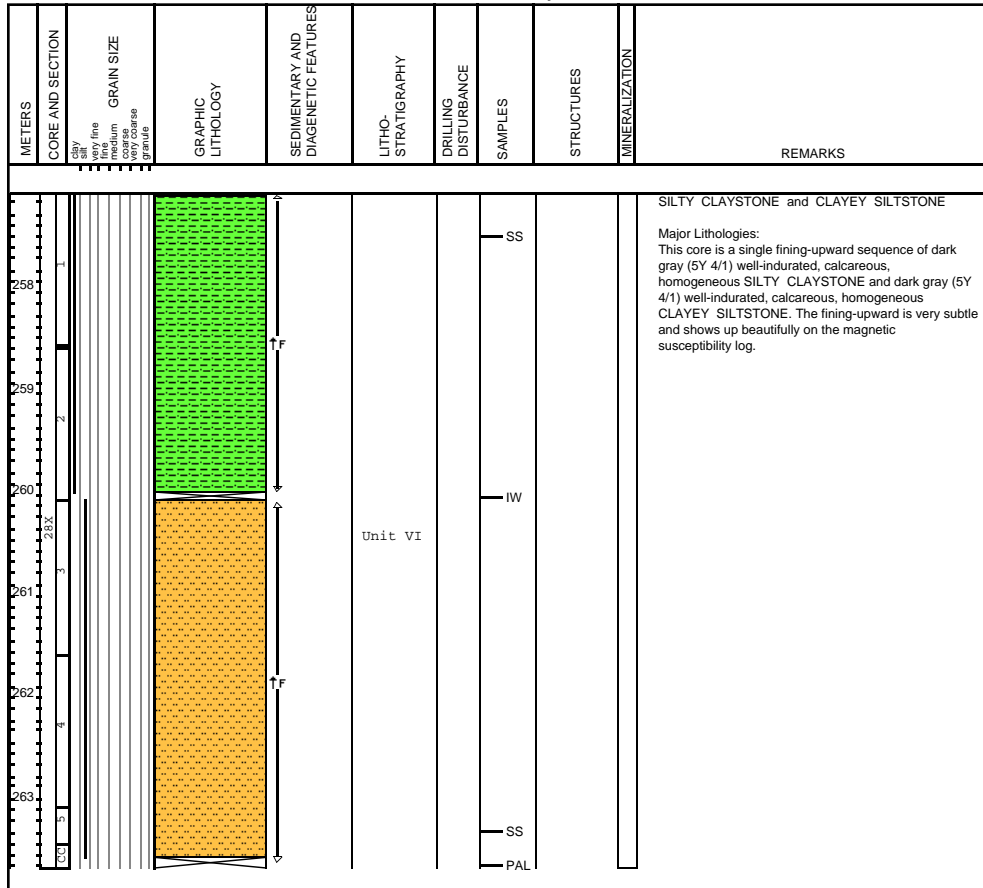 METERS
CORE AND SECTION
clay
silt
very fine
fine
medium
coarse
very coarse
granule
GRAIN SIZE
GRAPHIC
LITHOLOGY
SEDIMENTARY AND
DIAGENETIC FEATURES
LITHO-
STRATIGRAPHY
DRILLING
DISTURBANCE
SAMPLES
STRUCTURES
MINERALIZATION
REMARKS
258
259
260
261
262
263
28X
1
2
3
4
5
CC
F
F
Unit VI
SS
IW
SS
PAL
SILTY CLAYSTONE and CLAYEY SILTSTONE
Major Lithologies:
This core is a single fining-upward sequence of dark
gray (5Y 4/1) well-indurated, calcareous,
homogeneous SILTY CLAYSTONE and dark gray (5Y
4/1) well-indurated, calcareous, homogeneous
CLAYEY SILTSTONE. The fining-upward is very subtle
and shows up beautifully on the magnetic
susceptibility log.